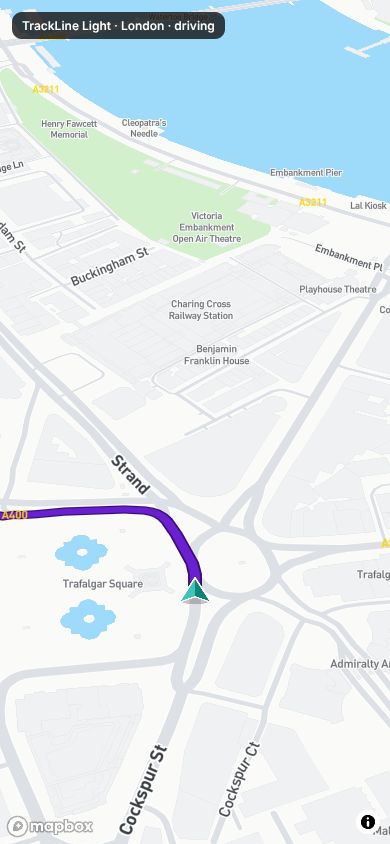 TrackLine Light · London · driving
A3211
Henry Fawcett
Memorial
Cleopatra's
Needle
Embankment Pier
A3211
Lal Kiosk
Victoria
Embankment
Open Air Theatre
Embankment Pl
Buckingham St
Playhouse Theatre
Charing Cross
Railway Station
Benjamin
Franklin House
Strand
A400
Trafalgar Square
Admiralty
Cockspur St
Cockspur Ct
mapbox